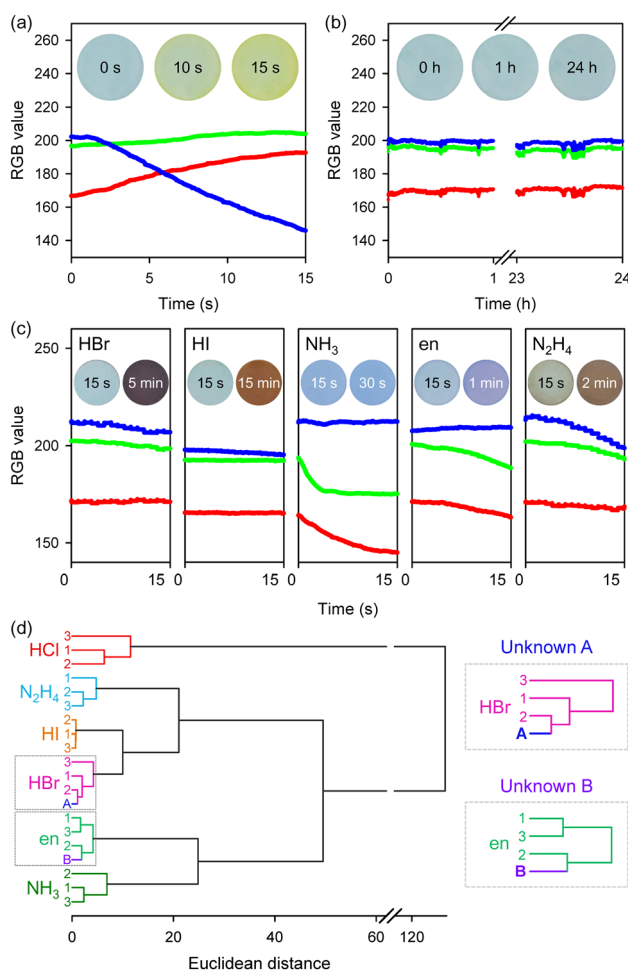 (a)
260
240
220
200
180
160
140
RGB value
0 s
10 s
15 s
0
5
10
15
Time (s)
(b)
260
240
220
200
180
160
140
RGB value
0 h
1 h
24 h
0
1
23
24
Time (h)
(c)
250
200
150
RGB value
HBr
15 s
5 min
0
15
HI
15 s
15 min
0
15
NH₃
15 s
30 s
0
15
en
15 s
1 min
0
15
N₂H₄
15 s
2 min
0
15
Time (s)
(d)
HCl
3
1
2
N₂H₄
1
2
3
HI
2
1
3
HBr
3
1
2
A
en
1
3
2
B
NH₃
2
1
3
0
20
40
60
120
Euclidean distance
Unknown A
HBr
3
1
2
A
Unknown B
en
1
3
2
B